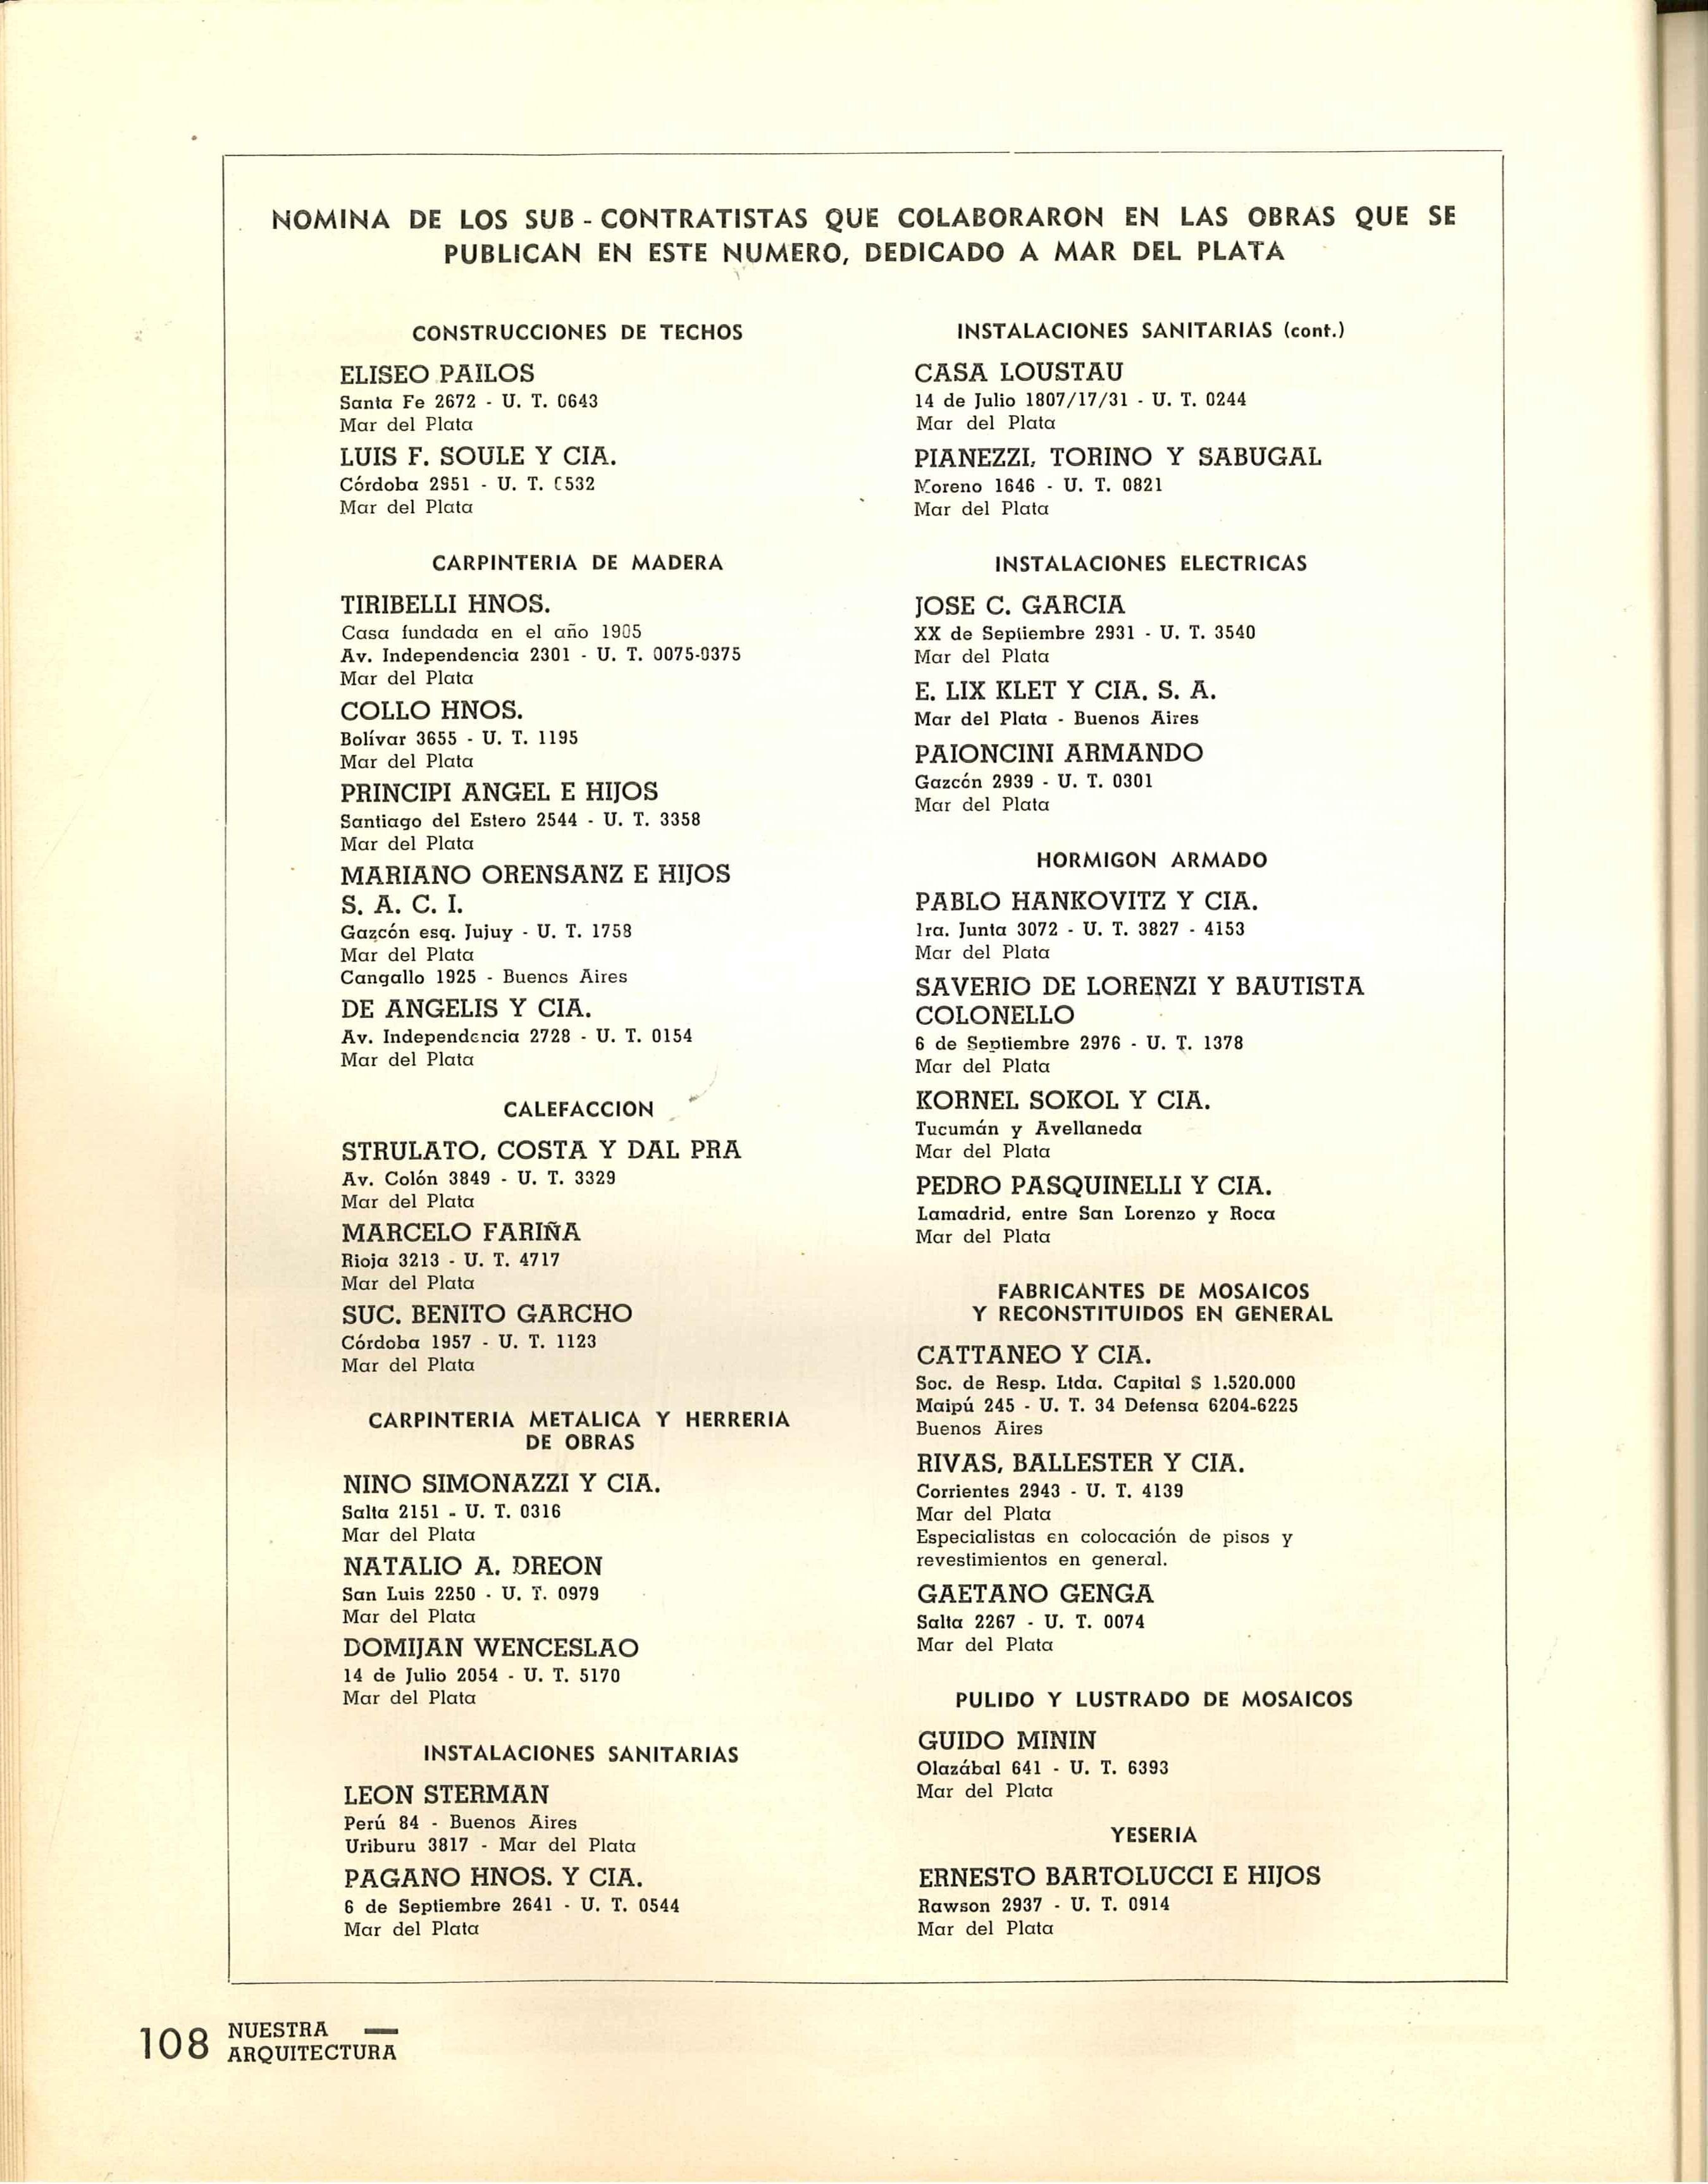 NOMINA DE LOS SUB - CONTRATISTAS QUE COLABORARON EN LAS OBRAS QUE SE
PUBLICAN EN ESTE NUMERO, DEDICADO A MAR DEL PLATA
CONSTRUCCIONES DE TECHOS
ELISEO PAILOS
Santa Fe 2672 - U. T. 0643
Mar del Plata
LUIS F. SOULE Y CIA.
Córdoba 2951 - U. T. 0532
Mar del Plata
CARPINTERIA DE MADERA
TIRIBELLI HNOS.
Casa fundada en el año 1905
Av. Independencia 2301 - U. T. 0075-0375
Mar del Plata
COLLO HNOS.
Bolívar 3655 - U. T. 1195
Mar del Plata
PRINCIPI ANGEL E HIJOS
Santiago del Estero 2544 - U. T. 3358
Mar del Plata
MARIANO ORENSANZ E HIJOS
S. A. C. I.
Gazcón esq. Jujuy - U. T. 1758
Mar del Plata
Cangallo 1925 - Buenos Aires
DE ANGELIS Y CIA.
Av. Independencia 2728 - U. T. 0154
Mar del Plata
CALEFACCION
STRULATO, COSTA Y DAL PRA
Av. Colón 3849 - U. T. 3329
Mar del Plata
MARCELO FARIÑA
Rioja 3213 - U. T. 4717
Mar del Plata
SUC. BENITO GARCHO
Córdoba 1957 - U. T. 1123
Mar del Plata
CARPINTERIA METALICA Y HERRERIA
DE OBRAS
NINO SIMONAZZI Y CIA.
Salta 2151 - U. T. 0316
Mar del Plata
NATALIO A. DREON
San Luis 2250 - U. T. 0979
Mar del Plata
DOMIJAN WENCESLAO
14 de Julio 2054 - U. T. 5170
Mar del Plata
INSTALACIONES SANITARIAS
LEON STERMAN
Perú 84 - Buenos Aires
Uriburu 3817 - Mar del Plata
PAGANO HNOS. Y CIA.
6 de Septiembre 2641 - U. T. 0544
Mar del Plata
INSTALACIONES SANITARIAS (cont.)
CASA LOUSTAU
14 de Julio 1807/17/31 - U. T. 0244
Mar del Plata
PIANEZZI, TORINO Y SABUGAL
Moreno 1646 - U. T. 0821
Mar del Plata
INSTALACIONES ELECTRICAS
JOSE C. GARCIA
XX de Septiembre 2931 - U. T. 3540
Mar del Plata
E. LIX KLET Y CIA. S. A.
Mar del Plata - Buenos Aires
PAIONCINI ARMANDO
Gazcón 2939 - U. T. 0301
Mar del Plata
HORMIGON ARMADO
PABLO HANKOVITZ Y CIA.
1ra. Junta 3072 - U. T. 3827 - 4153
Mar del Plata
SAVERIO DE LORENZI Y BAUTISTA
COLONELLO
6 de Septiembre 2976 - U. T. 1378
Mar del Plata
KORNEL SOKOL Y CIA.
Tucumán y Avellaneda
Mar del Plata
PEDRO PASQUINELLI Y CIA.
Lamadrid, entre San Lorenzo y Roca
Mar del Plata
FABRICANTES DE MOSAICOS
Y RECONSTITUIDOS EN GENERAL
CATTANEO Y CIA.
Soc. de Resp. Ltda. Capital $ 1.520.000
Maipú 245 - U. T. 34 Defensa 6204-6225
Buenos Aires
RIVAS, BALLESTER Y CIA.
Corrientes 2943 - U. T. 4139
Mar del Plata
Especialistas en colocación de pisos y
revestimientos en general.
GAETANO GENGA
Salta 2267 - U. T. 0074
Mar del Plata
PULIDO Y LUSTRADO DE MOSAICOS
GUIDO MININ
Olazábal 641 - U. T. 6393
Mar del Plata
YESERIA
ERNESTO BARTOLUCCI E HIJOS
Rawson 2937 - U. T. 0914
Mar del Plata
108 NUESTRA
ARQUITECTURA